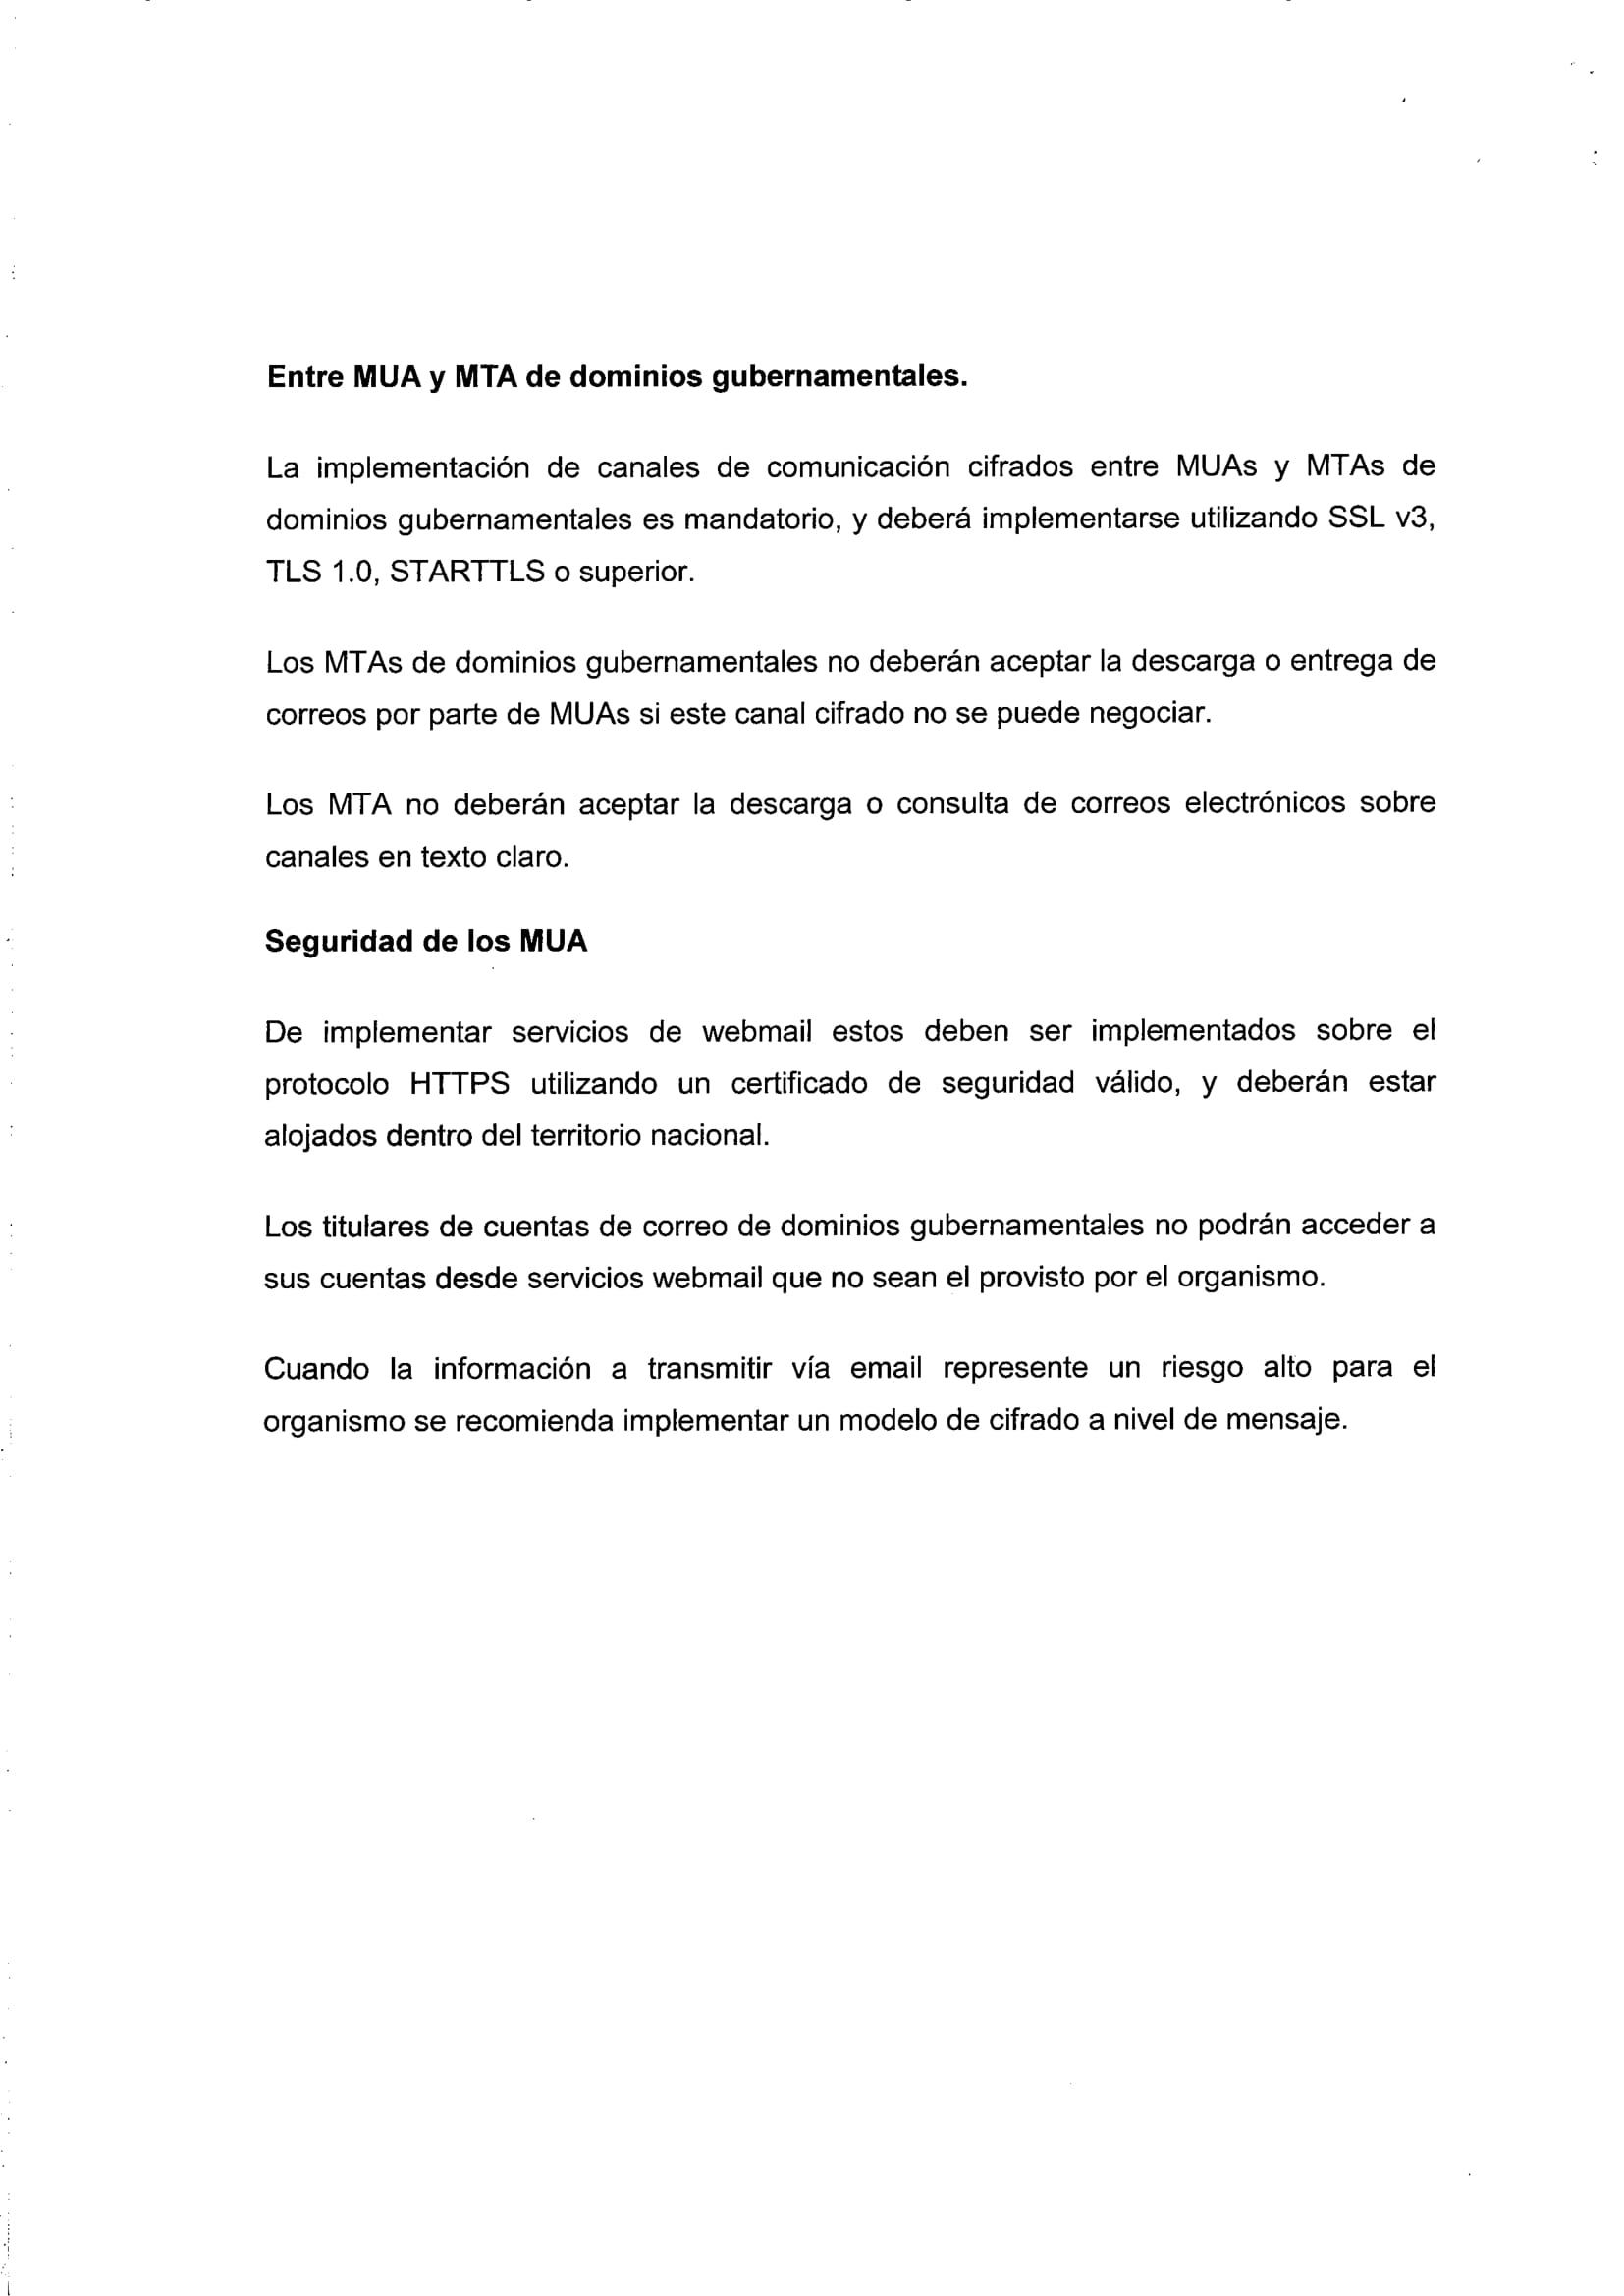 Entre MUA y MTA de dominios gubernamentales.
La implementación de canales de comunicación cifrados entre MUAs y MTAs de
dominios gubernamentales es mandatorio, y deberá implementarse utilizando SSL v3,
TLS 1.0, STARTTLS o superior.
Los MTAs de dominios gubernamentales no deberán aceptar la descarga o entrega de
correos por parte de MUAs si este canal cifrado no se puede negociar.
Los MTA no deberán aceptar la descarga o consulta de correos electrónicos sobre
canales en texto claro.
Seguridad de los MUA
De implementar servicios de webmail estos deben ser implementados sobre el
protocolo HTTPS utilizando un certificado de seguridad válido, y deberán estar
alojados dentro del territorio nacional.
Los titulares de cuentas de correo de dominios gubernamentales no podrán acceder a
sus cuentas desde servicios webmail que no sean el provisto por el organismo.
Cuando la información a transmitir vía email represente un riesgo alto para el
organismo se recomienda implementar un modelo de cifrado a nivel de mensaje.